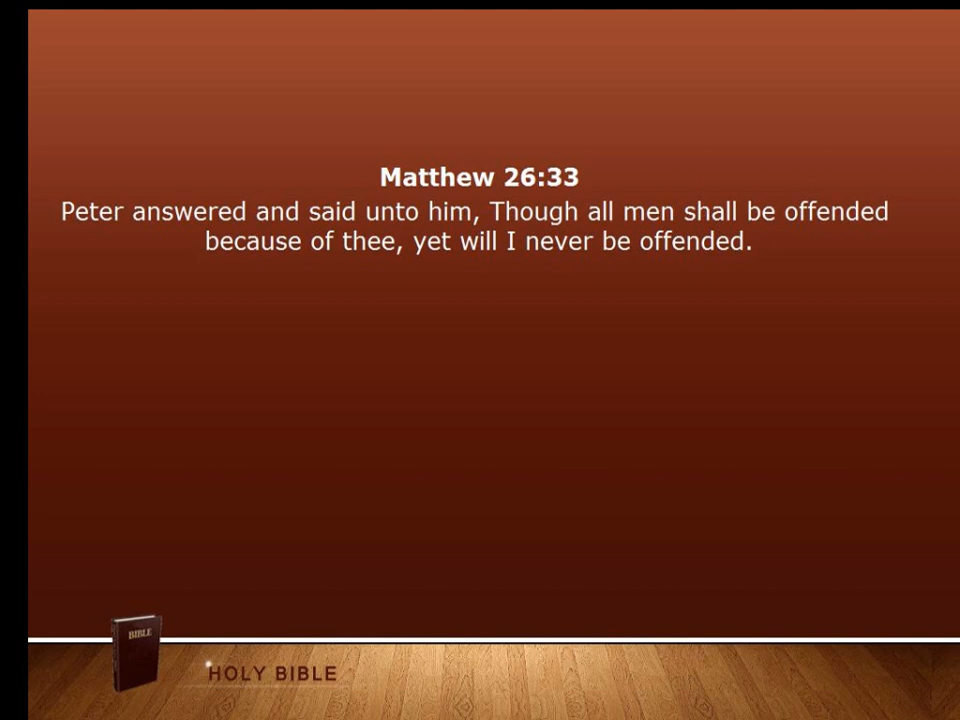 Matthew 26:33
Peter answered and said unto him, Though all men shall be offended
because of thee, yet will I never be offended.
BIBLE
HOLY BIBLE